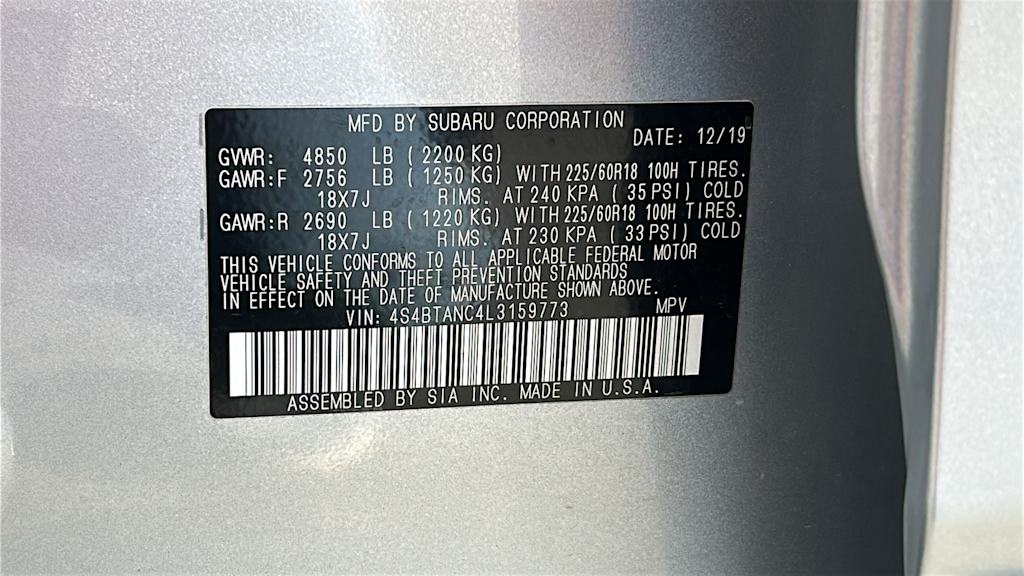 MFD BY SUBARU CORPORATION
DATE: 12/19
GVWR: 4850 LB (2200 KG)
GAWR:F 2756 LB (1250 KG) WITH 225/60R18 100H TIRES.
18X7J RIMS. AT 240 KPA (35 PSI) COLD
GAWR:R 2690 LB (1220 KG) WITH 225/60R18 100H TIRES.
18X7J RIMS. AT 230 KPA (33 PSI) COLD
THIS VEHICLE CONFORMS TO ALL APPLICABLE FEDERAL MOTOR
VEHICLE SAFETY AND THEFT PREVENTION STANDARDS
IN EFFECT ON THE DATE OF MANUFACTURE SHOWN ABOVE.
VIN: 4S4BTANC4L3159773 MPV
ASSEMBLED BY SIA INC. MADE IN U.S.A.